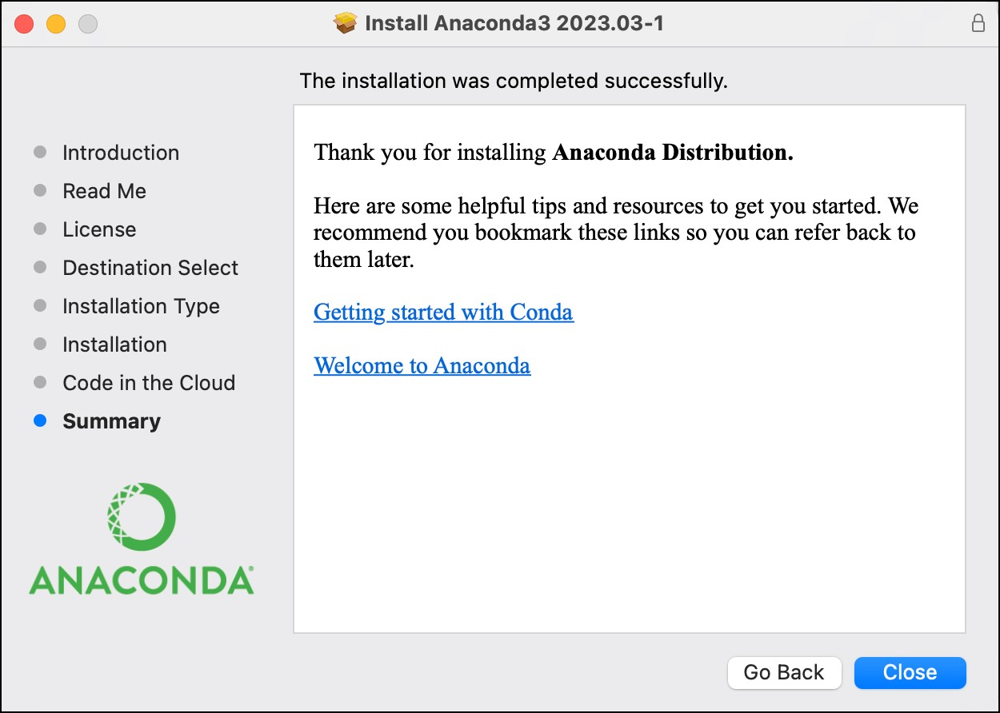 Install Anaconda3 2023.03-1
The installation was completed successfully.
Introduction
Read Me
License
Destination Select
Installation Type
Installation
Code in the Cloud
Summary
ANACONDA®
Thank you for installing Anaconda Distribution.
Here are some helpful tips and resources to get you started. We
recommend you bookmark these links so you can refer back to
them later.
Getting started with Conda
Welcome to Anaconda
Go Back
Close